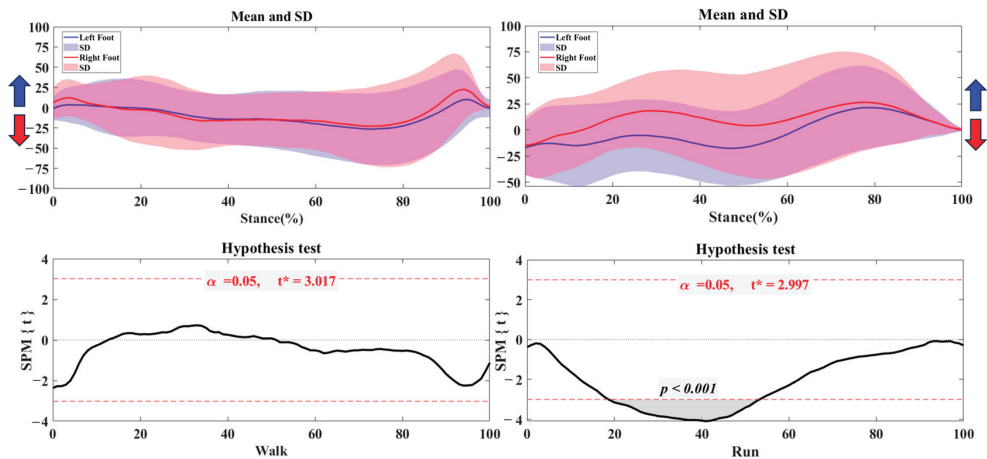 Mean and SD
100
75
50
25
0
−25
−50
−75
−100
Left Foot
SD
Right Foot
SD
0 20 40 60 80 100
Stance(%)
Mean and SD
100
75
50
25
0
−25
−50
Left Foot
SD
Right Foot
SD
0 20 40 60 80 100
Stance(%)
Hypothesis test
SPM { t }
4
2
0
−2
−4
α =0.05, t* = 3.017
0 20 40 60 80 100
Walk
Hypothesis test
SPM { t }
4
2
0
−2
−4
α =0.05, t* = 2.997
p < 0.001
0 20 40 60 80 100
Run